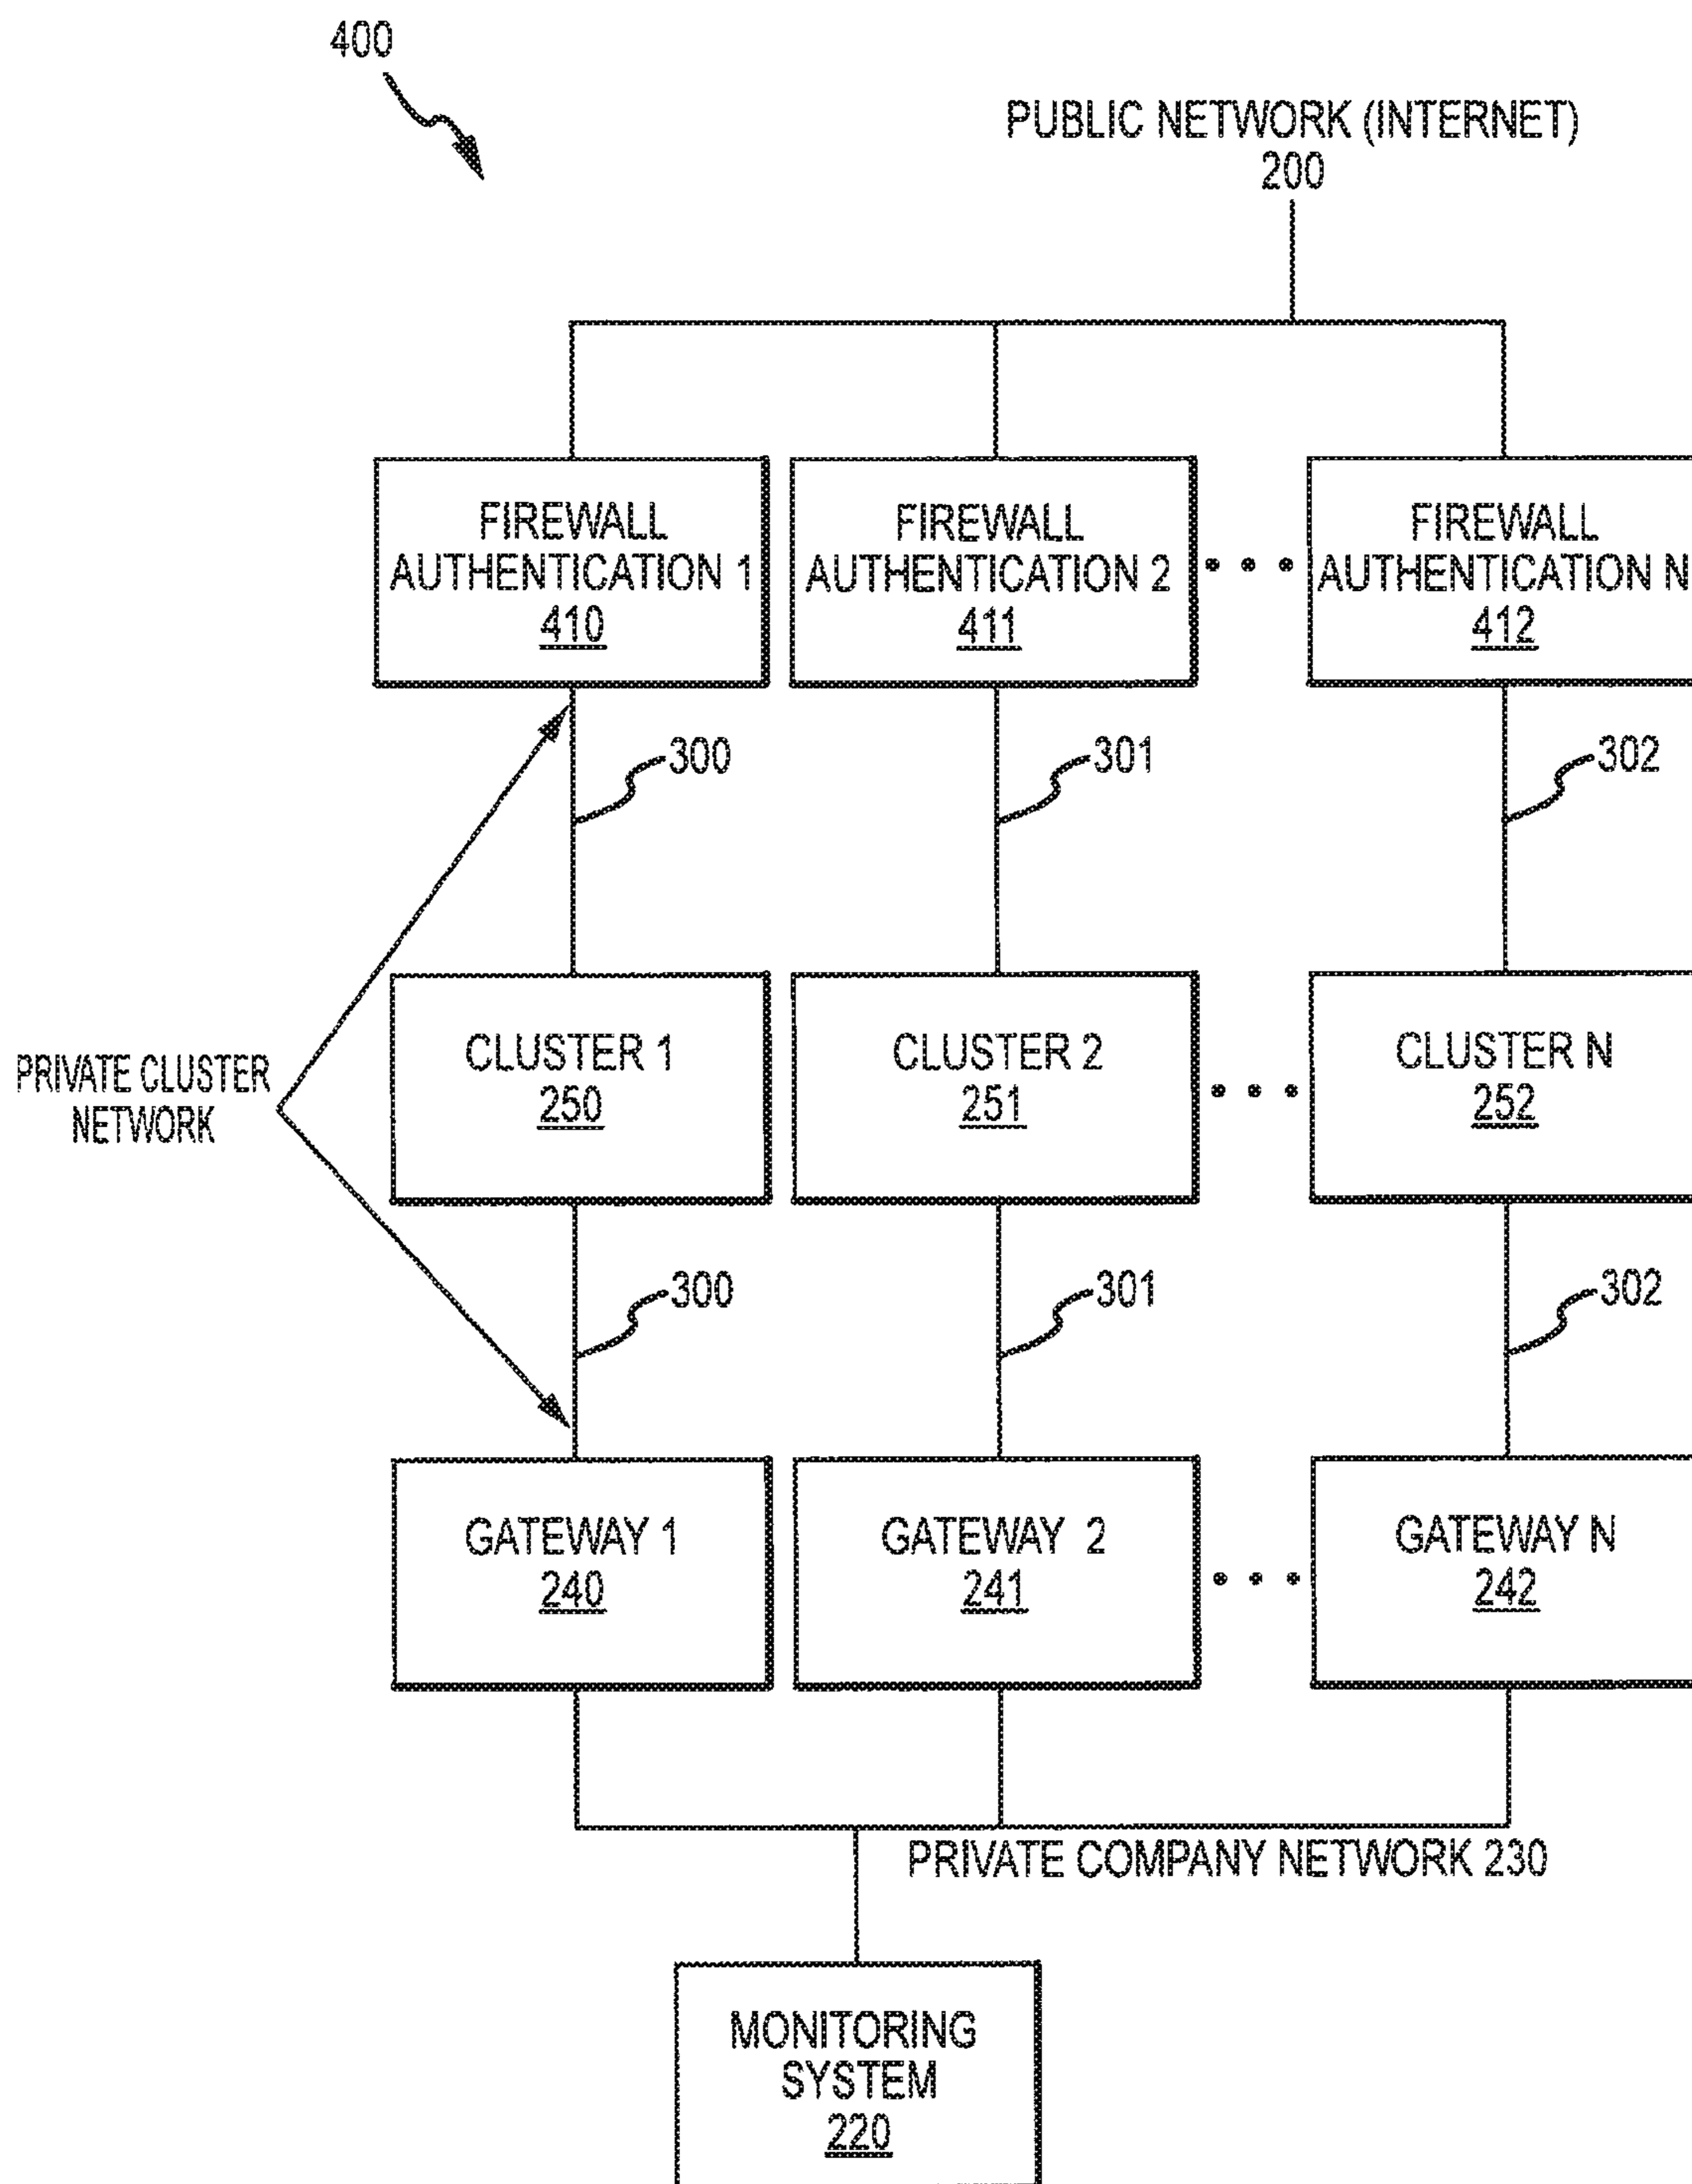 400
PUBLIC NETWORK (INTERNET)
200
FIREWALL
AUTHENTICATION 1
410
FIREWALL
AUTHENTICATION 2
411
FIREWALL
AUTHENTICATION N
412
300
301
302
PRIVATE CLUSTER
NETWORK
CLUSTER 1
250
CLUSTER 2
251
CLUSTER N
252
300
301
302
GATEWAY 1
240
GATEWAY 2
241
GATEWAY N
242
PRIVATE COMPANY NETWORK 230
MONITORING
SYSTEM
220